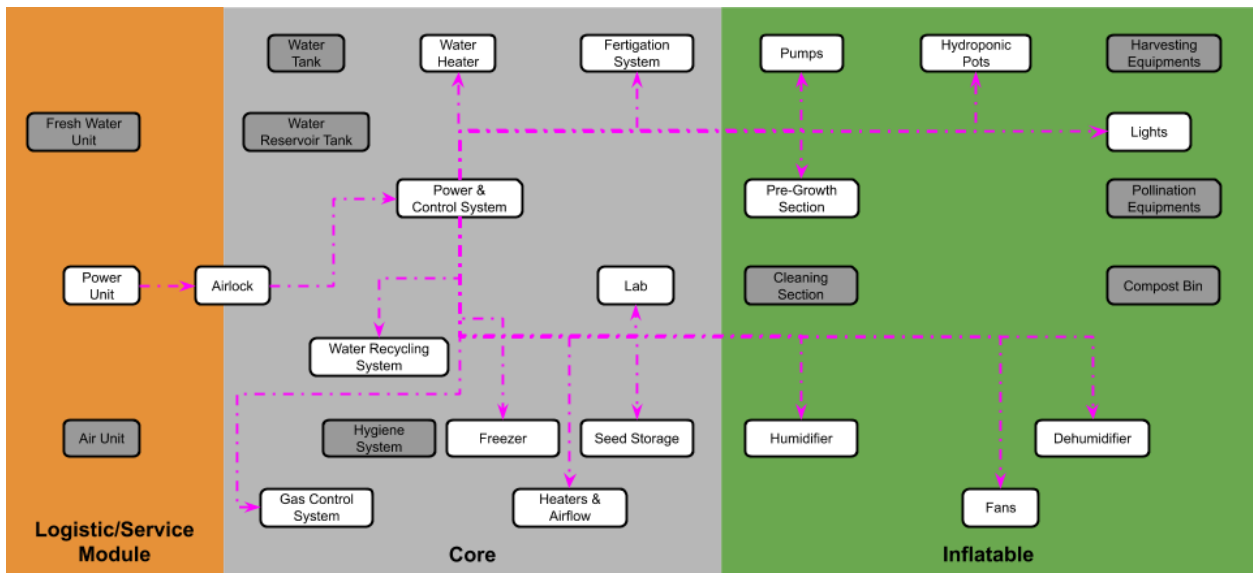 Water
Tank
Water
Heater
Fertigation
System
Pumps
Hydroponic
Pots
Harvesting
Equipments
Fresh Water
Unit
Water
Reservoir Tank
Lights
Power &
Control System
Pre-Growth
Section
Pollination
Equipments
Power
Unit
Airlock
Lab
Cleaning
Section
Compost Bin
Water Recycling
System
Air Unit
Hygiene
System
Freezer
Seed Storage
Humidifier
Dehumidifier
Gas Control
System
Heaters &
Airflow
Fans
Logistic/Service
Module
Core
Inflatable